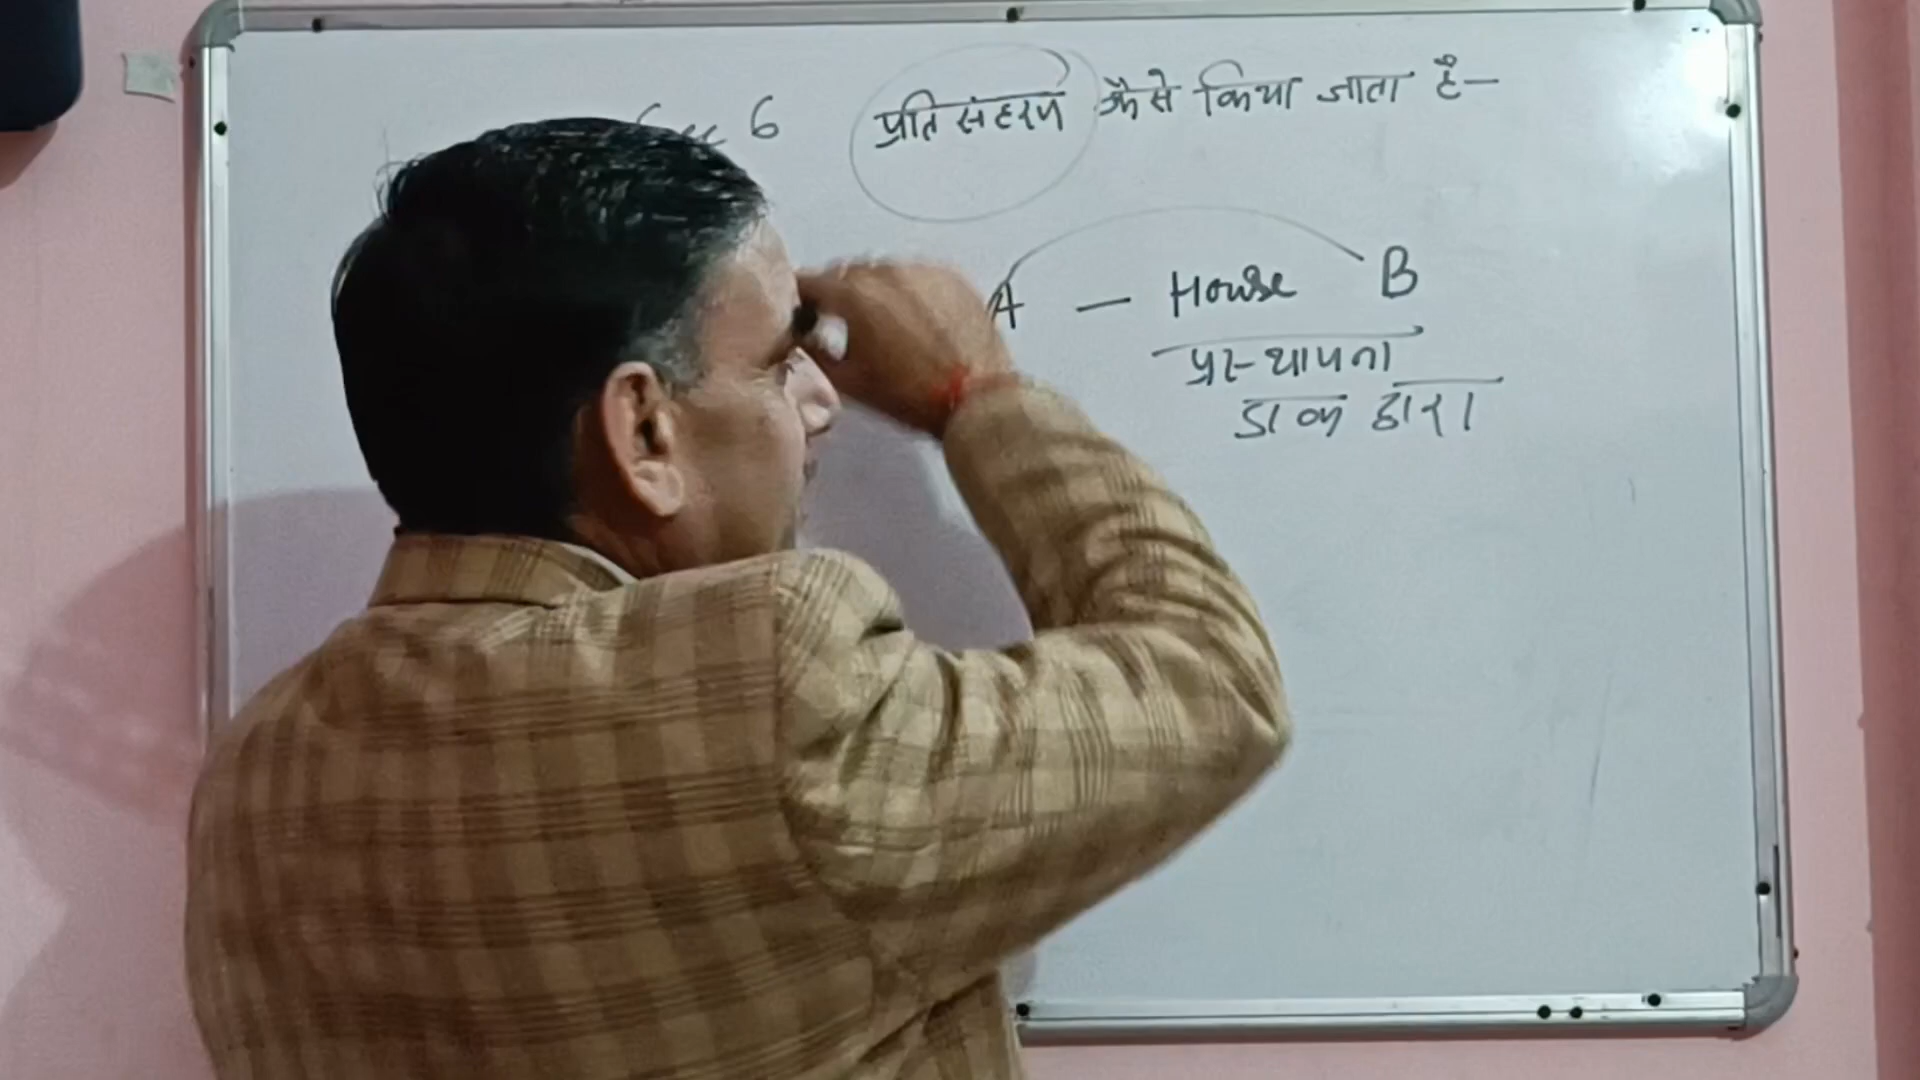 6 प्रतिसंहरण कैसे किया जाता है-
A — House B
प्रस्थापना
डाक द्वारा